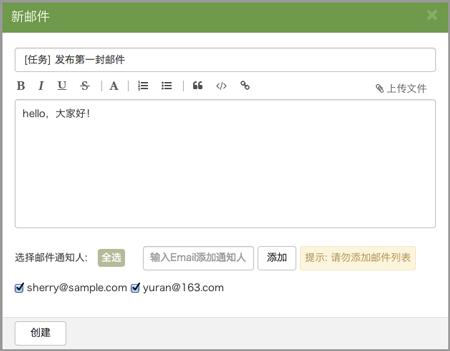 新邮件
[任务] 发布第一封邮件
B I U S A 上传文件
hello，大家好！
选择邮件通知人： 全选 输入Email添加通知人 添加 提示: 请勿添加邮件列表
sherry@sample.com yuran@163.com
创建